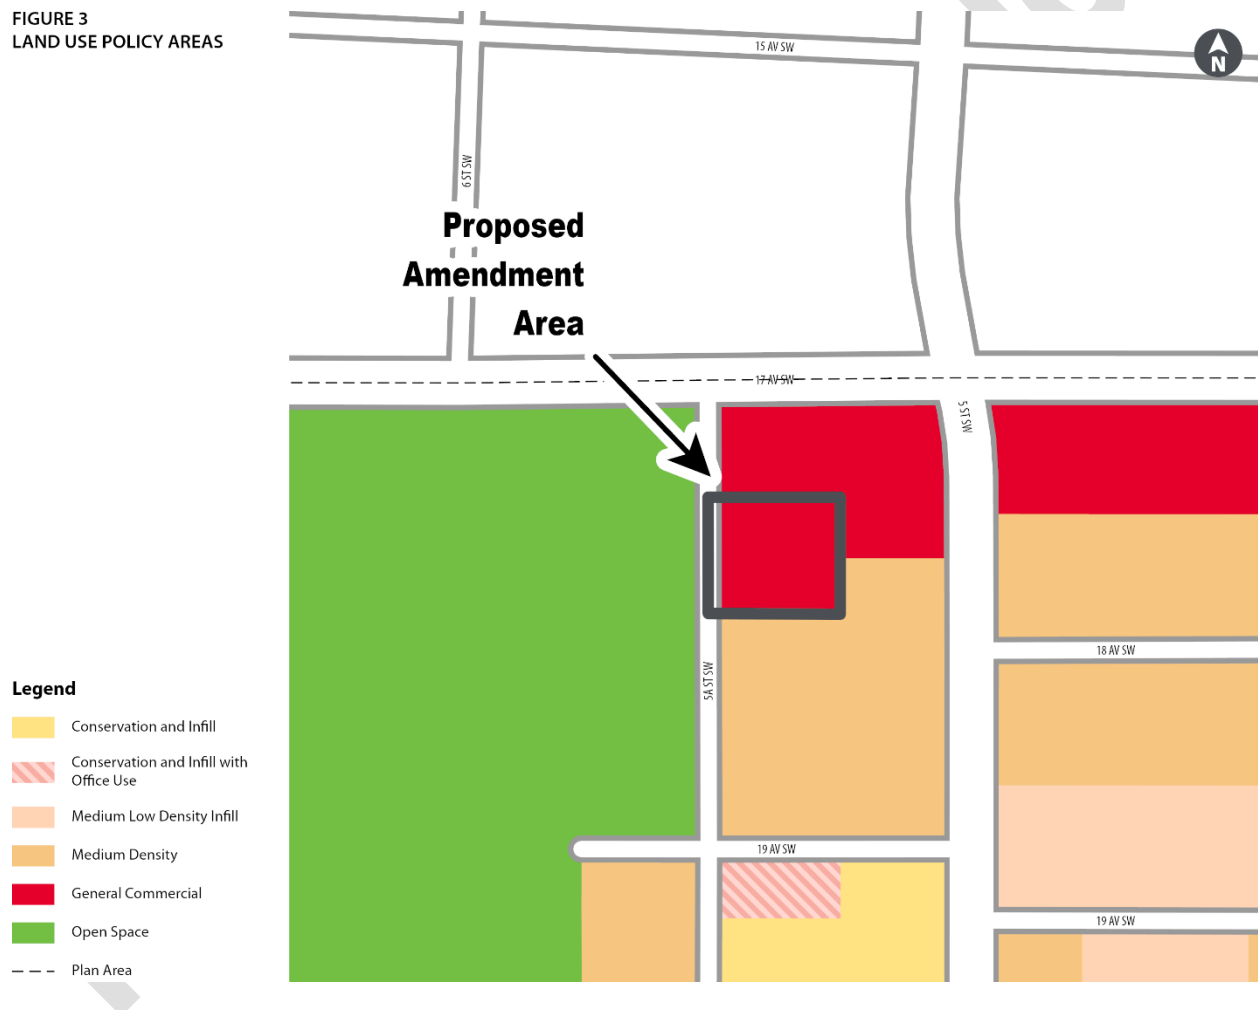 FIGURE 3
LAND USE POLICY AREAS
15 AV SW
N
6 ST SW
Proposed
Amendment
Area
17 AV SW
5 ST SW
18 AV SW
5A ST SW
Legend
Conservation and Infill
Conservation and Infill with
Office Use
Medium Low Density Infill
Medium Density
General Commercial
Open Space
Plan Area
19 AV SW
19 AV SW